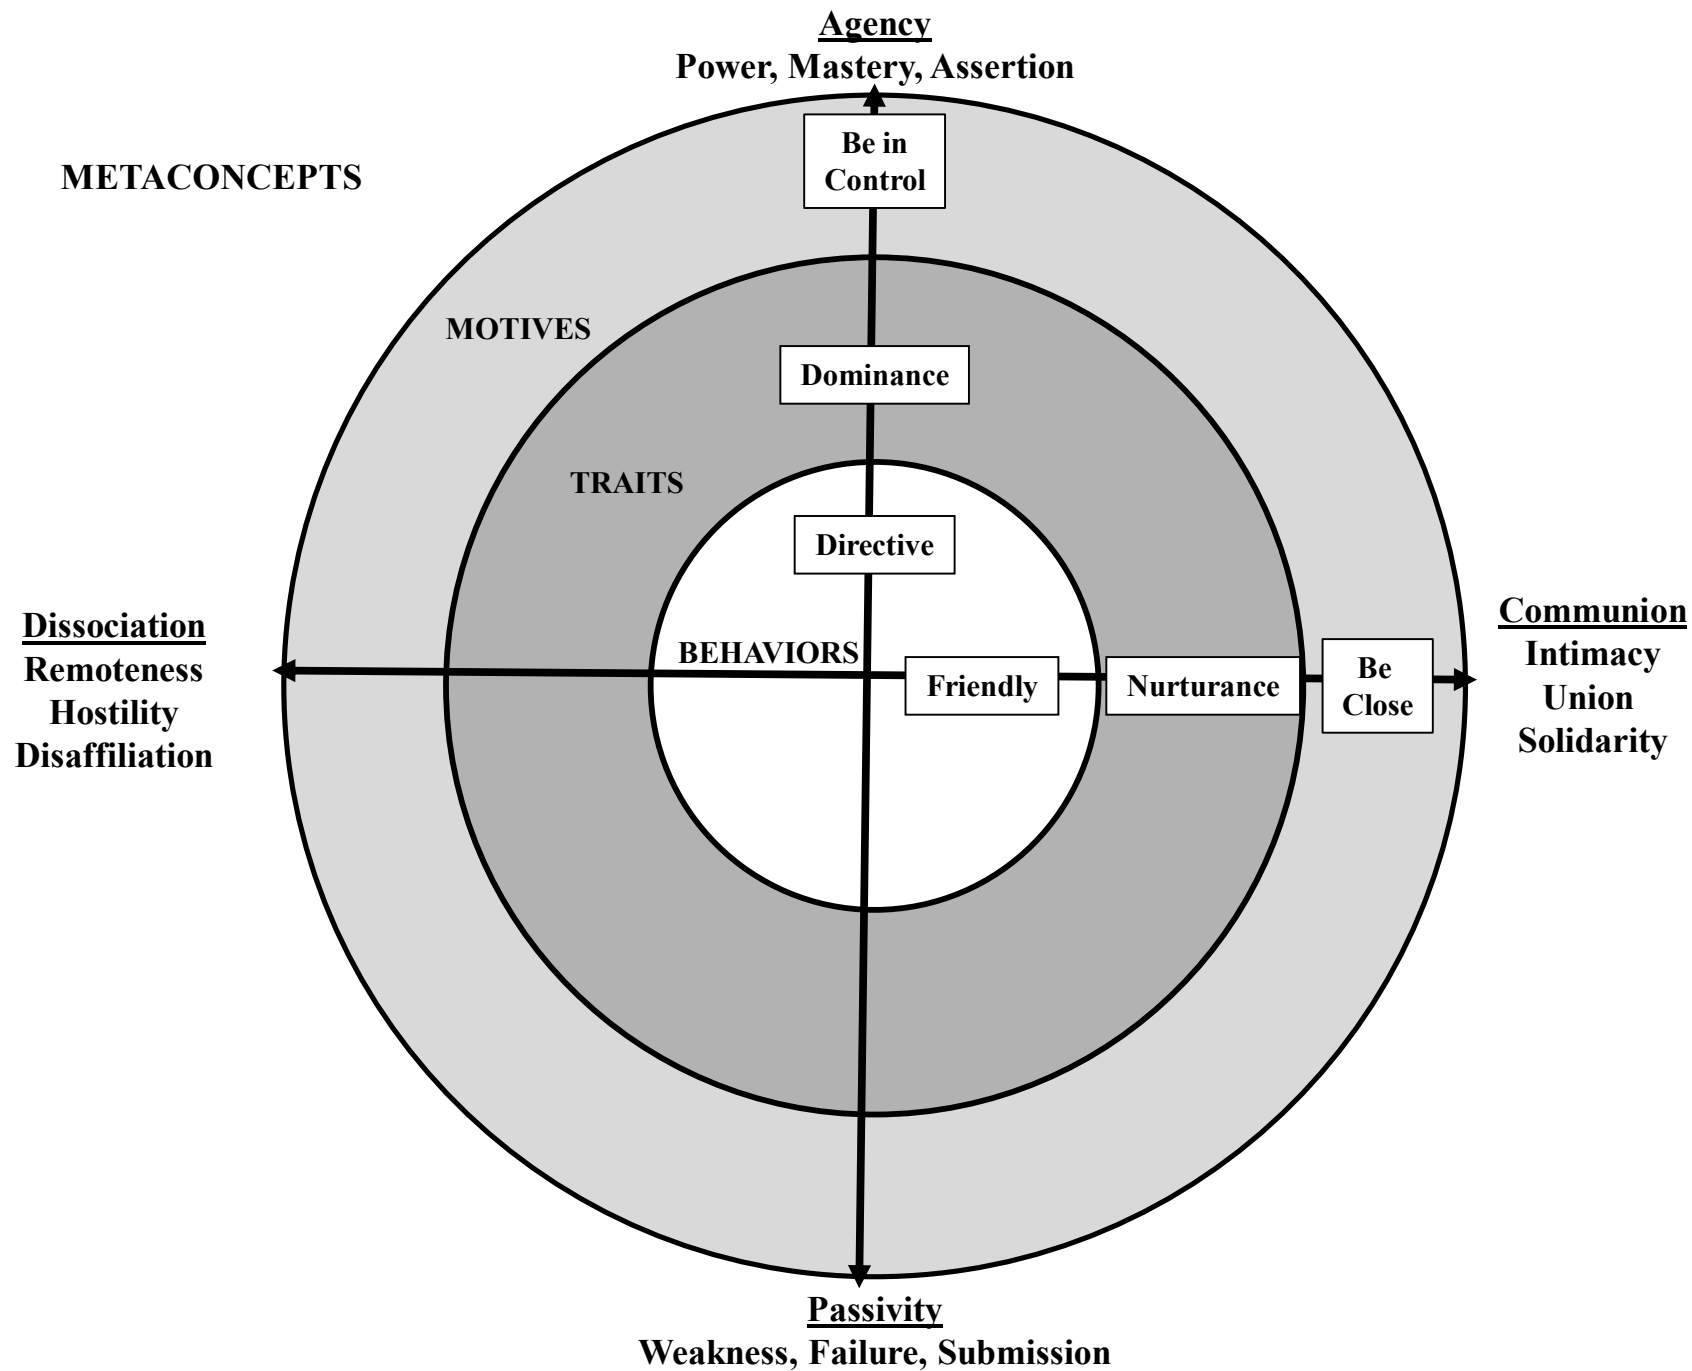 Agency
Power, Mastery, Assertion
METACONCEPTS
Be in
Control
MOTIVES
Dominance
TRAITS
Directive
Dissociation
Remoteness
Hostility
Disaffiliation
BEHAVIORS
Friendly
Nurturance
Be
Close
Communion
Intimacy
Union
Solidarity
Passivity
Weakness, Failure, Submission